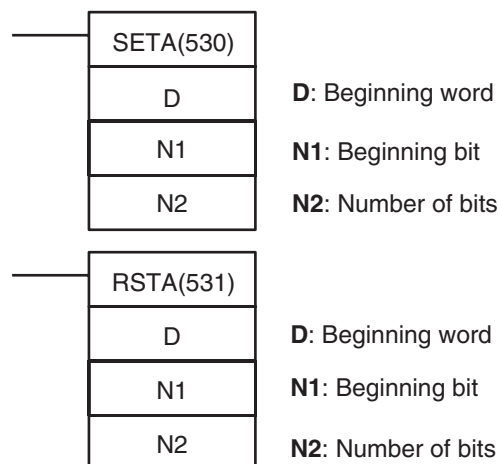 SETA(530)
D
D: Beginning word
N1
N1: Beginning bit
N2
N2: Number of bits
RSTA(531)
D
D: Beginning word
N1
N1: Beginning bit
N2
N2: Number of bits